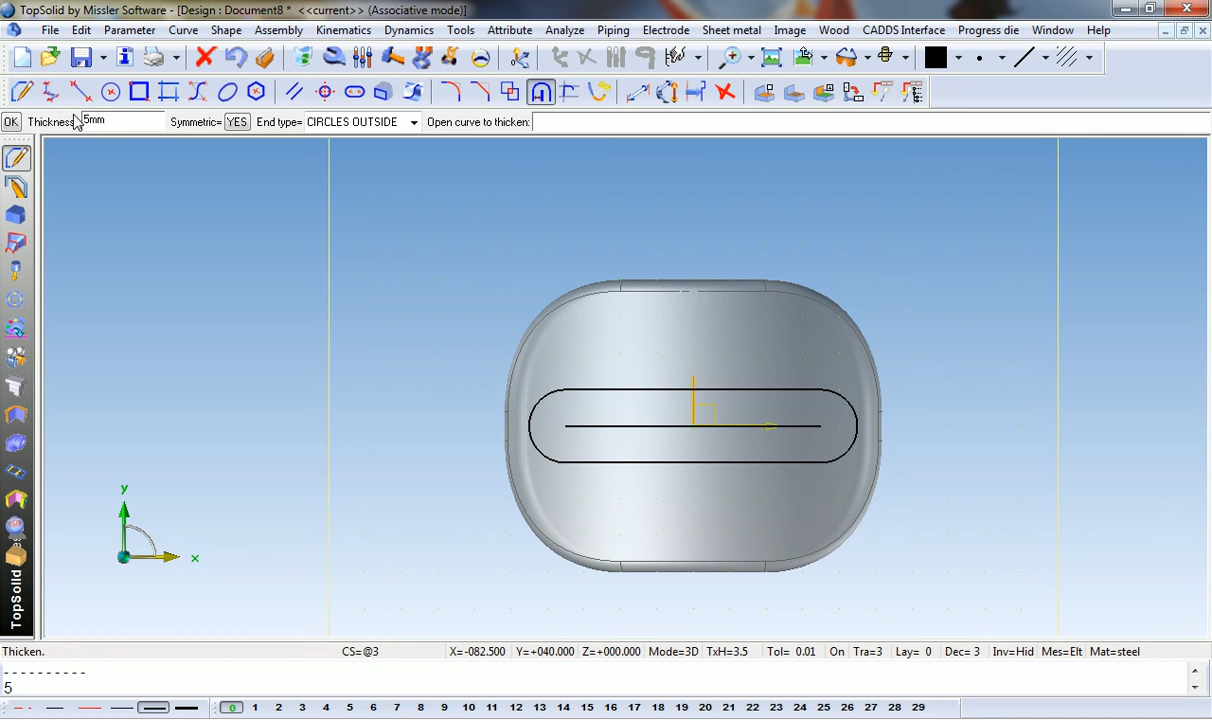 TopSolid by Missler Software - [Design : Document8 * <<current>> (Associative mode)]
File Edit Parameter Curve Shape Assembly Kinematics Dynamics Tools Attribute Analyze Piping Electrode Sheet metal Image Wood CADDS Interface Progress die Window Help
OK Thickness 5mm Symmetric= YES End type= CIRCLES OUTSIDE Open curve to thicken:
y
x
TopSolid
Thicken. CS=@3 X=-082.500 Y=+040.000 Z=+000.000 Mode=3D TxH=3.5 Tol= 0.01 On Tra=3 Lay= 0 Dec= 3 Inv=Hid Mes=Elt Mat=steel
----------
5
0 1 2 3 4 5 6 7 8 9 10 11 12 13 14 15 16 17 18 19 20 21 22 23 24 25 26 27 28 29